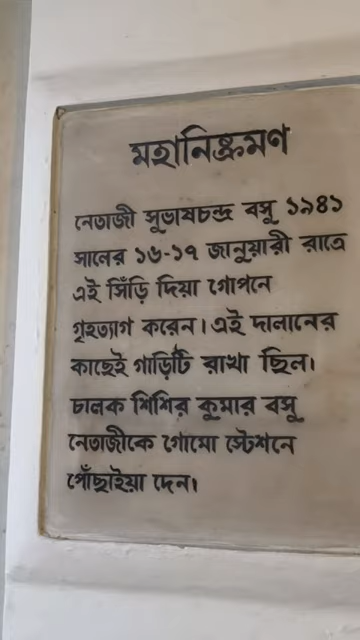 মহানিষ্ক্রমণ
নেতাজী সুভাষচন্দ্র বসু ১৯৪১
সালের ১৬-১৭ জানুয়ারী রাত্রে
এই সিঁড়ি দিয়া গোপনে
গৃহত্যাগ করেন। এই দালানের
কাছেই গাড়িটি রাখা ছিল।
চালক শিশির কুমার বসু
নেতাজীকে গোমো স্টেশনে
পৌঁছাইয়া দেন।